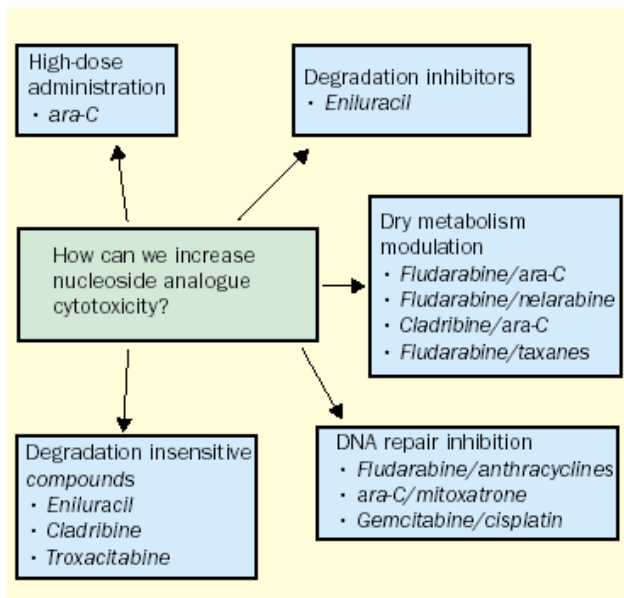 High-dose
administration
· ara-C
Degradation inhibitors
· Eniluracil
How can we increase
nucleoside analogue
cytotoxicity?
Dry metabolism
modulation
· Fludarabine/ara-C
· Fludarabine/nelarabine
· Cladribine/ara-C
· Fludarabine/taxanes
Degradation insensitive
compounds
· Eniluracil
· Cladribine
· Troxacitabine
DNA repair inhibition
· Fludarabine/anthracyclines
· ara-C/mitoxatrone
· Gemcitabine/cisplatin